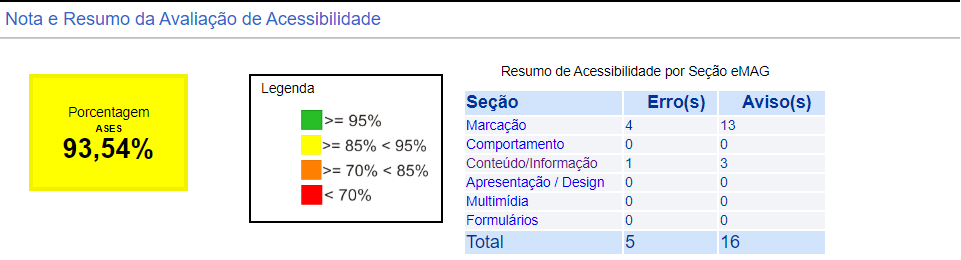 Nota e Resumo da Avaliação de Acessibilidade
Porcentagem
ASES
93,54%
Legenda
>= 95%
>= 85% < 95%
>= 70% < 85%
< 70%
Resumo de Acessibilidade por Seção eMAG
Seção Erro(s) Aviso(s)
Marcação 4 13
Comportamento 0 0
Conteúdo/Informação 1 3
Apresentação / Design 0 0
Multimídia 0 0
Formulários 0 0
Total 5 16